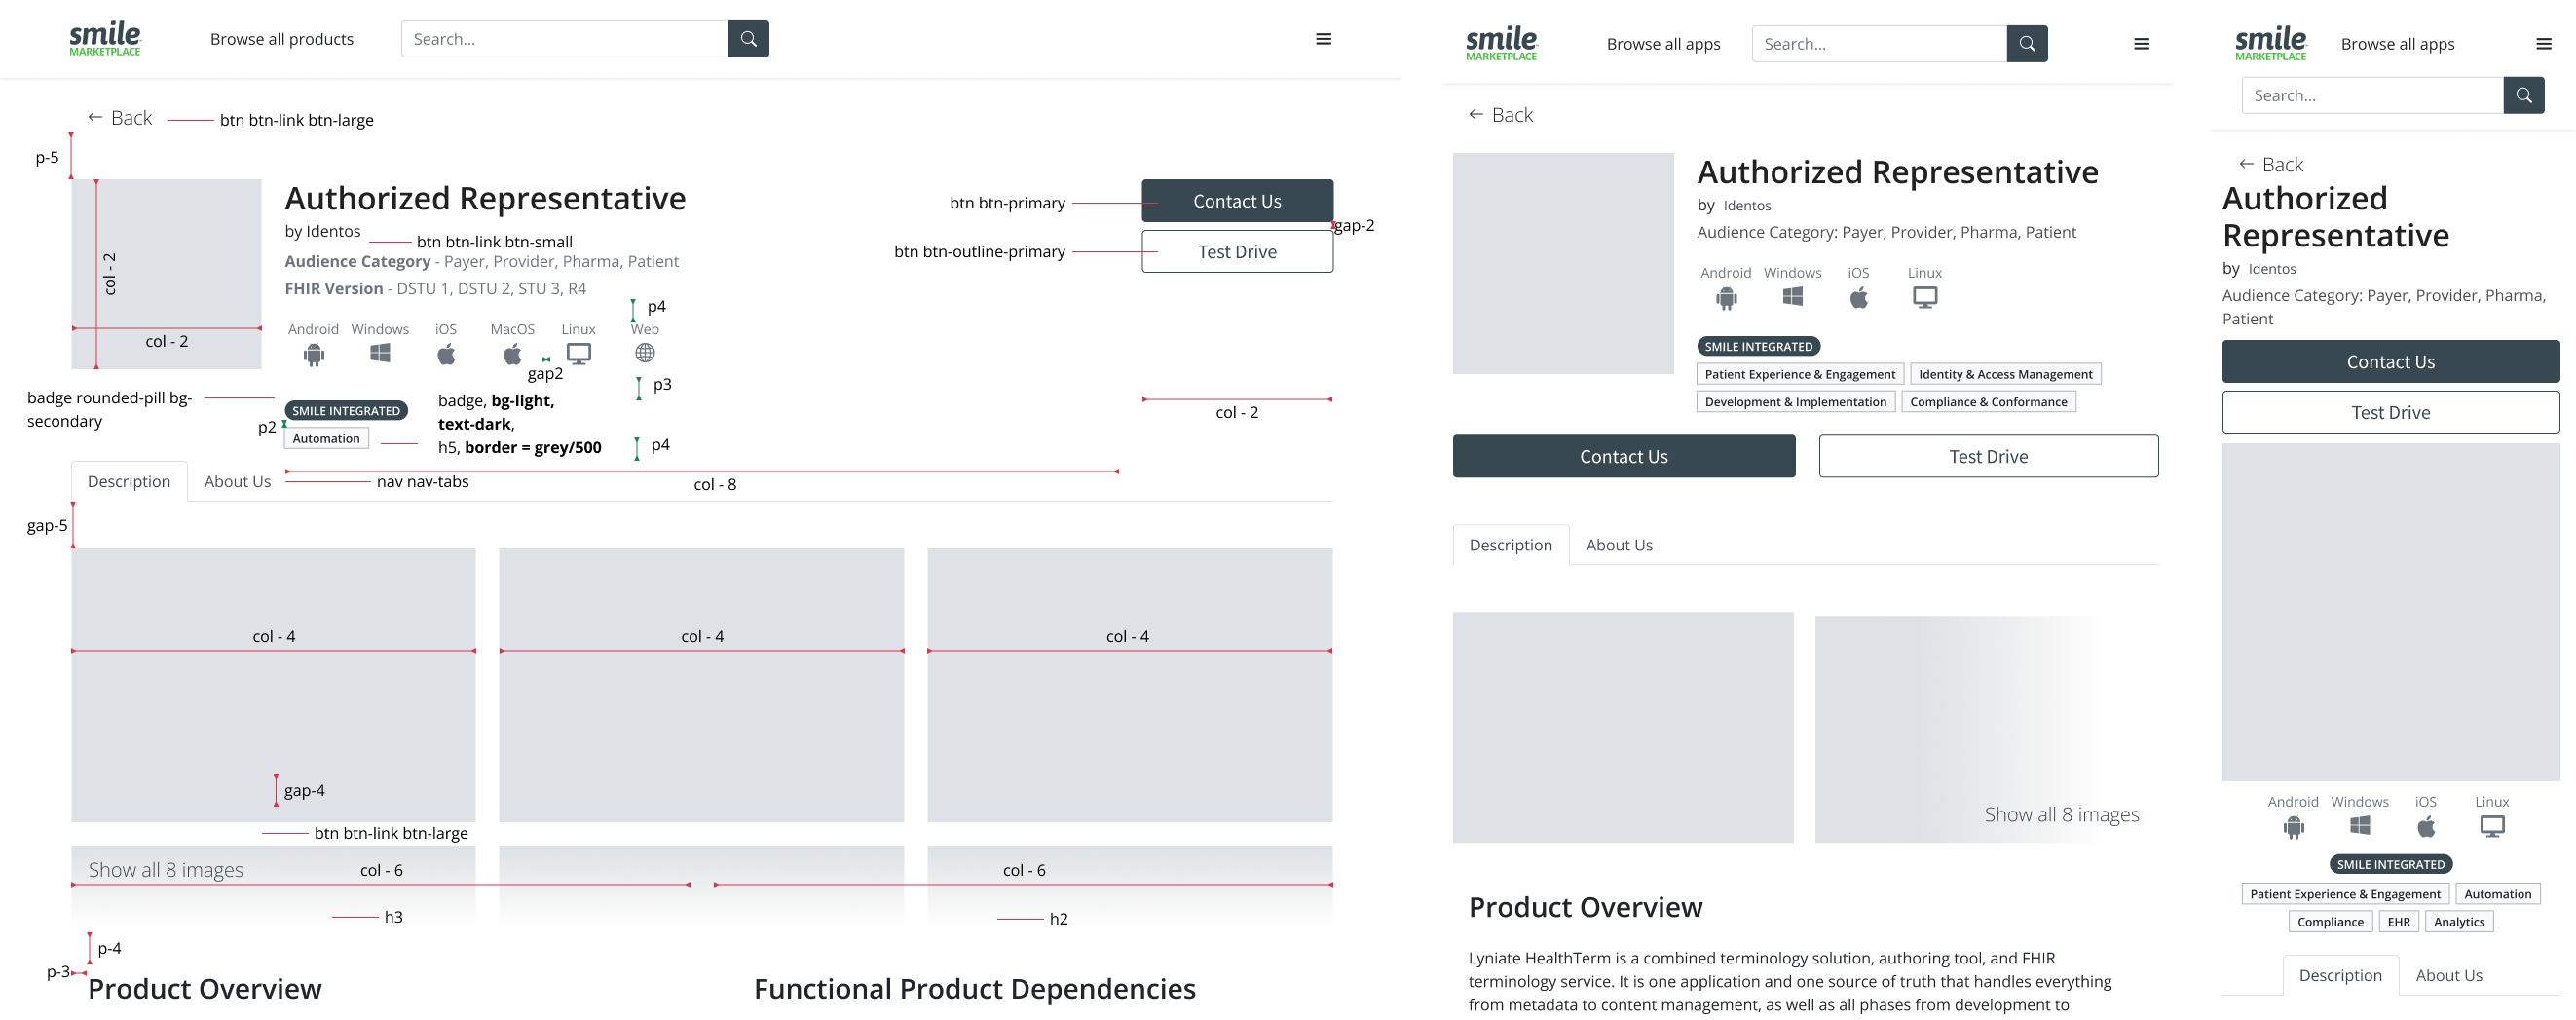 smile
MARKETPLACE
Browse all products
Search...
← Back
btn btn-link btn-large
p-5
col - 2
col - 2
Authorized Representative
by Identos
btn btn-link btn-small
Audience Category - Payer, Provider, Pharma, Patient
FHIR Version - DSTU 1, DSTU 2, STU 3, R4
p4
Android Windows iOS MacOS Linux Web
gap2
p3
badge rounded-pill bg-
secondary
SMILE INTEGRATED
p2
Automation
badge, bg-light,
text-dark,
h5, border = grey/500
p4
btn btn-primary
Contact Us
gap-2
btn btn-outline-primary
Test Drive
col - 2
Description About Us
nav nav-tabs
col - 8
gap-5
col - 4
col - 4
col - 4
gap-4
btn btn-link btn-large
Show all 8 images
col - 6
col - 6
h3
h2
p-4
p-3
Product Overview
Functional Product Dependencies
smile
MARKETPLACE
Browse all apps
Search...
← Back
Authorized Representative
by Identos
Audience Category: Payer, Provider, Pharma, Patient
Android Windows iOS Linux
SMILE INTEGRATED
Patient Experience & Engagement Identity & Access Management
Development & Implementation Compliance & Conformance
Contact Us
Test Drive
Description About Us
Show all 8 images
Product Overview
Lyniate HealthTerm is a combined terminology solution, authoring tool, and FHIR
terminology service. It is one application and one source of truth that handles everything
from metadata to content management, as well as all phases from development to
smile
MARKETPLACE
Browse all apps
Search...
← Back
Authorized
Representative
by Identos
Audience Category: Payer, Provider, Pharma,
Patient
Contact Us
Test Drive
Android Windows iOS Linux
SMILE INTEGRATED
Patient Experience & Engagement Automation
Compliance EHR Analytics
Description About Us